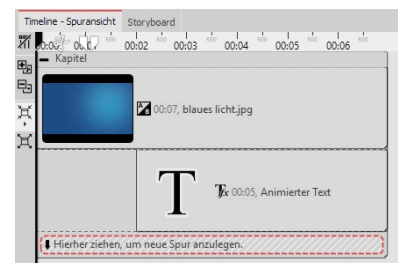 Timeline - Spuransicht Storyboard
00:02 00:03 00:04 00:05 00:06
Kapitel
00:07, blaues licht.jpg
T
Tfx 00:05, Animierter Text
Hierher ziehen, um neue Spur anzulegen.